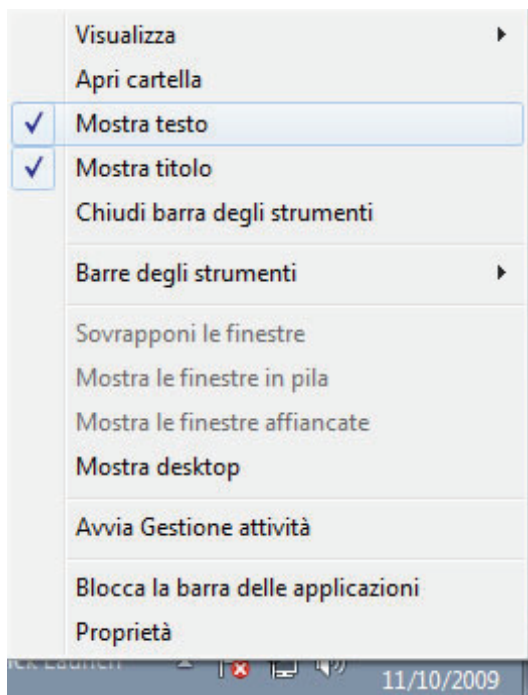 Visualizza
Apri cartella
Mostra testo
Mostra titolo
Chiudi barra degli strumenti
Barre degli strumenti
Sovrapponi le finestre
Mostra le finestre in pila
Mostra le finestre affiancate
Mostra desktop
Avvia Gestione attività
Blocca la barra delle applicazioni
Proprietà
Launch
11/10/2009